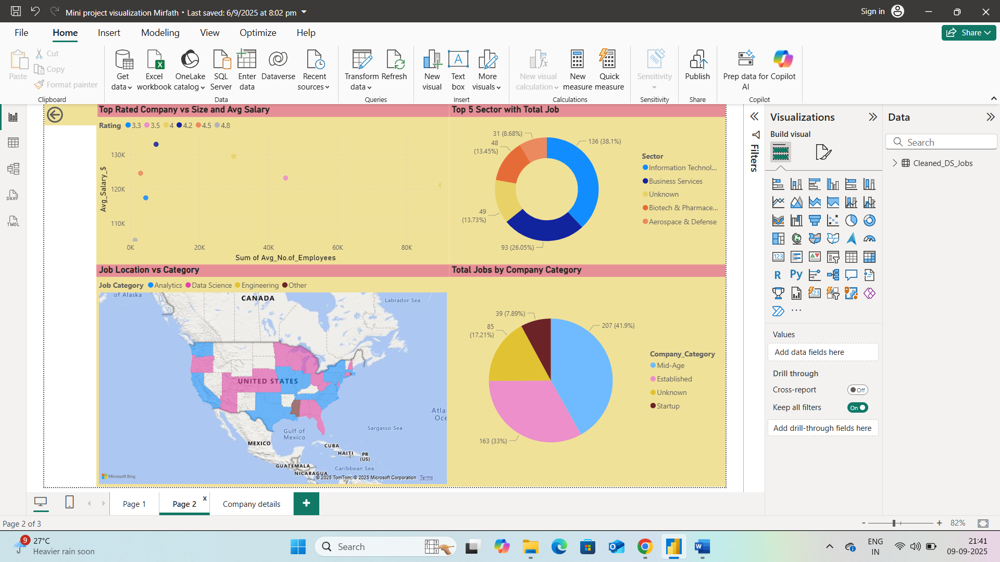 Mini project visualization Mirfath • Last saved: 6/9/2025 at 8:02 pm
Sign in
File
Home
Insert
Modeling
View
Optimize
Help
Share
Paste
Cut
Copy
Format painter
Clipboard
Get data
Excel workbook
OneLake catalog
SQL Server
Enter data
Dataverse
Recent sources
Data
Transform data
Refresh
Queries
New visual
Text box
More visuals
Insert
New visual calculation
New measure
Quick measure
Calculations
Sensitivity
Sensitivity
Publish
Share
Prep data for AI
Copilot
Copilot
Top Rated Company vs Size and Avg Salary
Rating 3.3 3.5 4 4.2 4.5 4.8
Avg_Salary_$
130K
120K
110K
0K 20K 40K 60K 80K
Sum of Avg_No.of_Employees
Top 5 Sector with Total Job
31 (8.68%)
48 (13.45%)
136 (38.1%)
49 (13.73%)
93 (26.05%)
Sector
Information Technol...
Business Services
Unknown
Biotech & Pharmace...
Aerospace & Defense
Job Location vs Category
Job Category Analytics Data Science Engineering Other
of Alaska
CANADA
Labrador Sea
UNITED STATES
Atla
Oce
Sargasso Sea
Gulf of
Mexico
MEXICO
CUBA
HAITI
PR
(US)
GUATEMALA
Caribbean Sea
NICARAGUA
Microsoft Bing
© 2025 TomTom, © 2025 Microsoft Corporation Terms
Total Jobs by Company Category
39 (7.89%)
85 (17.21%)
207 (41.9%)
163 (33%)
Company_Category
Mid-Age
Established
Unknown
Startup
Filters
Visualizations
Build visual
123
R
Py
123
Values
Add data fields here
Drill through
Cross-report
Off
Keep all filters
On
Add drill-through fields here
Data
Search
Cleaned_DS_Jobs
DAX
TMDL
Page 1
Page 2
x
Company details
+
Page 2 of 3
- + 82%
9
27°C
Heavier rain soon
Search
ENG
IN
21:41
09-09-2025